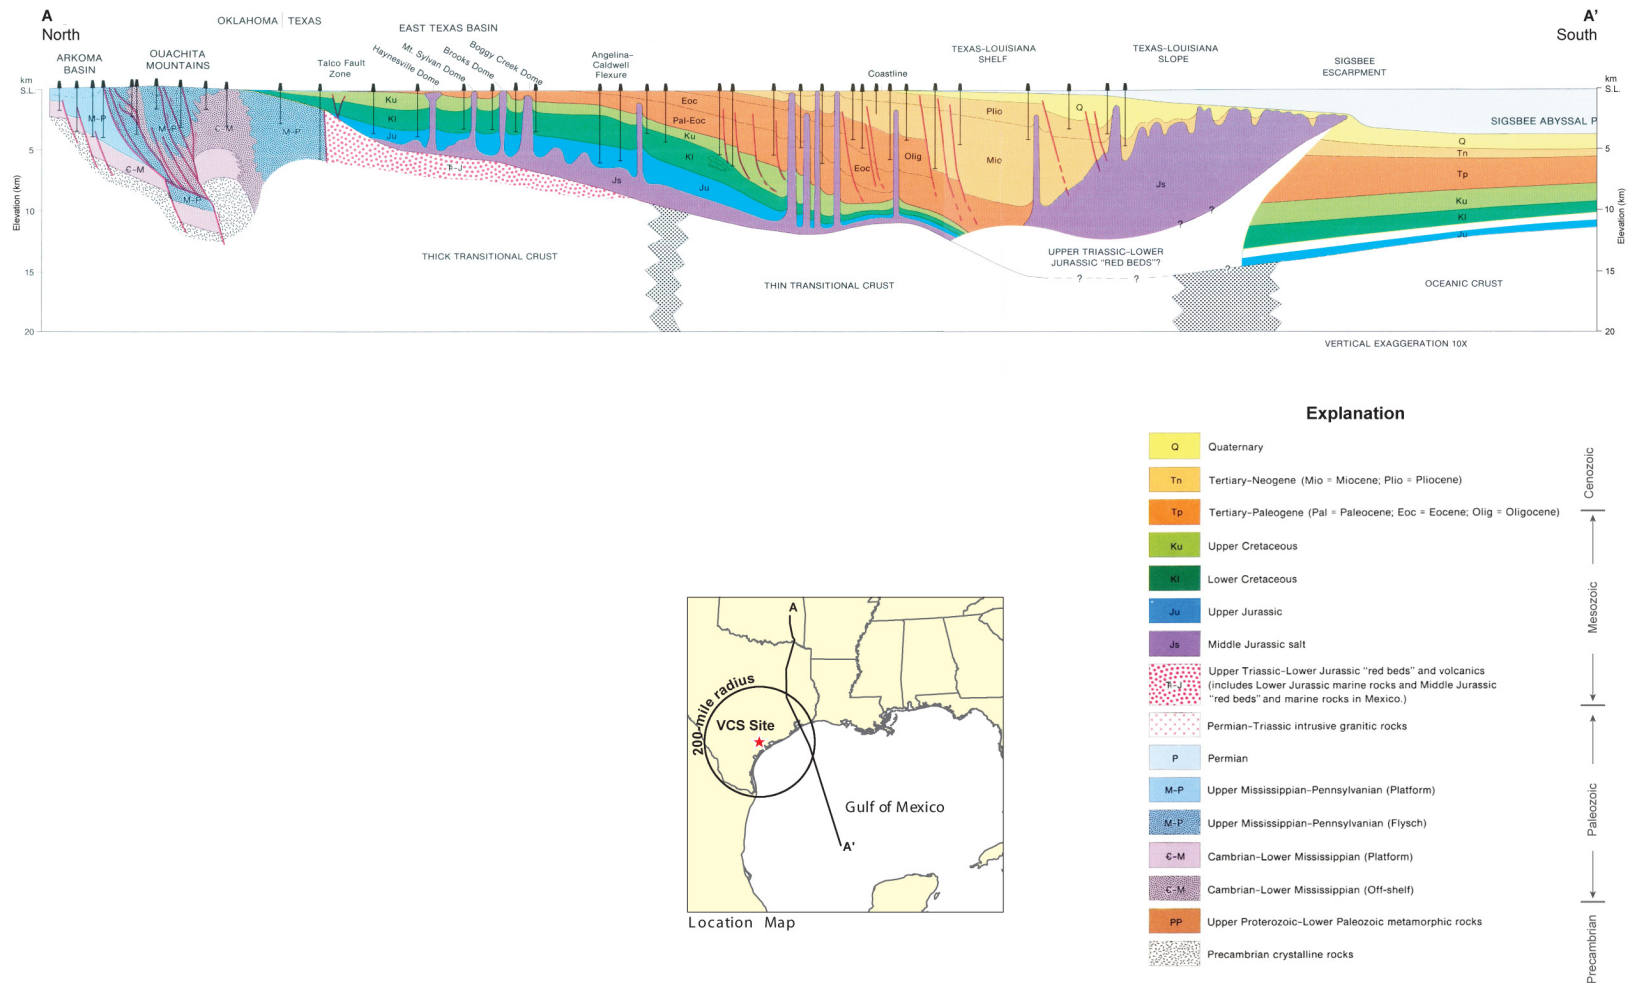 A
North
OKLAHOMA | TEXAS
A'
South
ARKOMA
BASIN
OUACHITA
MOUNTAINS
Talco Fault
Zone
EAST TEXAS BASIN
Haynesville Dome
Mt. Sylvan Dome
Brooks Dome
Boggy Creek Dome
Angelina-
Caldwell
Flexure
Coastline
TEXAS-LOUISIANA
SHELF
TEXAS-LOUISIANA
SLOPE
SIGSBEE
ESCARPMENT
km
S.L.
5
10
15
20
Elevation (km)
km
S.L.
5
10
15
20
Elevation (km)
M-P
M-P
C-M
M-P
C-M
M-P
Ku
Kl
Ju
Ŧ-J
Js
Eoc
Pal-Eoc
Ku
Kl
Ju
Eoc
Olig
Plio
Mio
Q
Js
SIGSBEE ABYSSAL P
Q
Tn
Tp
Ku
Kl
Ju
?
?
?
?
?
THICK TRANSITIONAL CRUST
THIN TRANSITIONAL CRUST
UPPER TRIASSIC-LOWER
JURASSIC "RED BEDS"?
OCEANIC CRUST
VERTICAL EXAGGERATION 10X
Explanation
Q Quaternary
Tn Tertiary-Neogene (Mio = Miocene; Plio = Pliocene)
Tp Tertiary-Paleogene (Pal = Paleocene; Eoc = Eocene; Olig = Oligocene)
Ku Upper Cretaceous
Kl Lower Cretaceous
Ju Upper Jurassic
Js Middle Jurassic salt
Ŧ-J Upper Triassic-Lower Jurassic "red beds" and volcanics
(includes Lower Jurassic marine rocks and Middle Jurassic
"red beds" and marine rocks in Mexico.)
Permian-Triassic intrusive granitic rocks
P Permian
M-P Upper Mississippian-Pennsylvanian (Platform)
M-P Upper Mississippian-Pennsylvanian (Flysch)
Є-M Cambrian-Lower Mississippian (Platform)
Є-M Cambrian-Lower Mississippian (Off-shelf)
PP Upper Proterozoic-Lower Paleozoic metamorphic rocks
Precambrian crystalline rocks
Cenozoic
Mesozoic
Paleozoic
Precambrian
A
200-mile radius
VCS Site
Gulf of Mexico
A'
Location Map